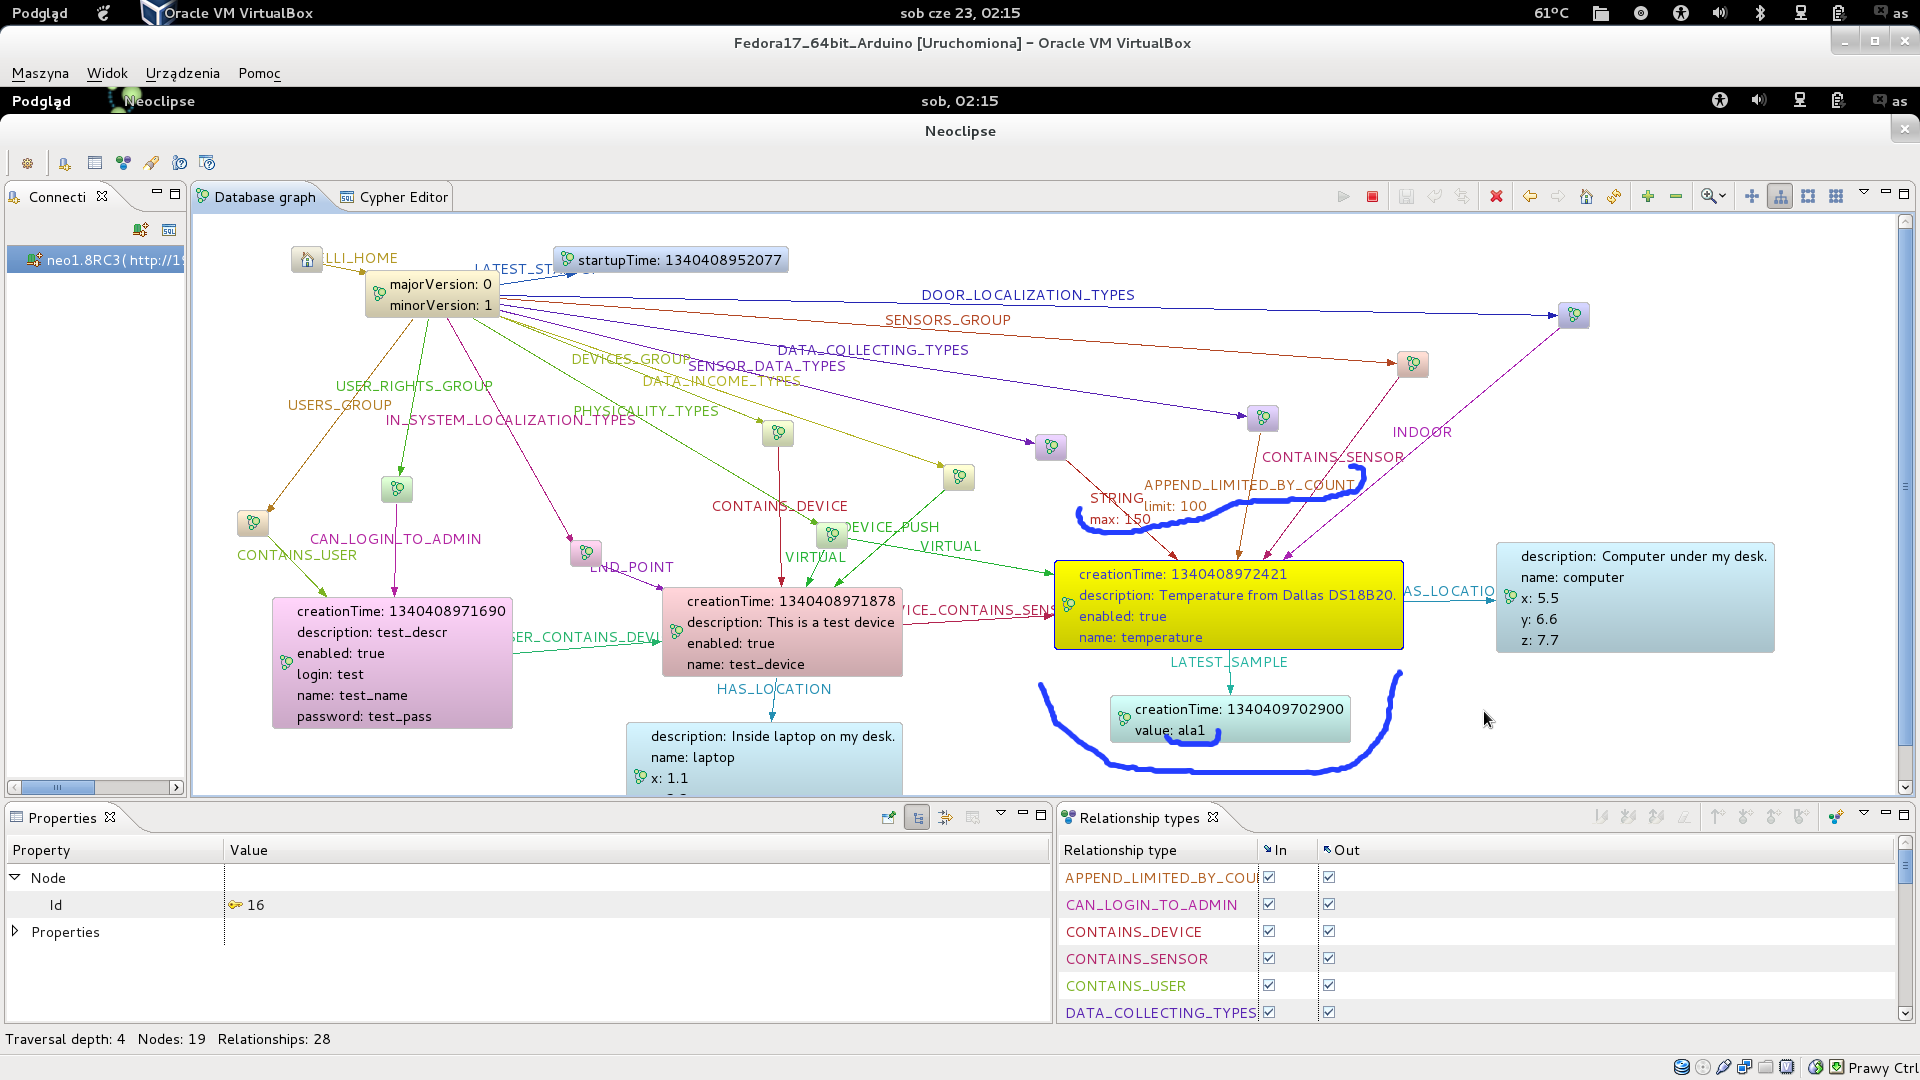 Podgląd Oracle VM VirtualBox sob cze 23, 02:15 61°C as
Fedora17_64bit_Arduino [Uruchomiona] – Oracle VM VirtualBox
Maszyna Widok Urządzenia Pomoc
Podgląd Neoclipse sob, 02:15 as
Neoclipse
Connecti Database graph Cypher Editor
neo1.8RC3( http://19
ELLI_HOME
LATEST_ST
startupTime: 1340408952077
majorVersion: 0
minorVersion: 1
DOOR_LOCALIZATION_TYPES
SENSORS_GROUP
DATA_COLLECTING_TYPES
DEVICES_GROUP
SENSOR_DATA_TYPES
DATA_INCOME_TYPES
USER_RIGHTS_GROUP
USERS_GROUP
PHYSICALITY_TYPES
IN_SYSTEM_LOCALIZATION_TYPES
INDOOR
CONTAINS_SENSOR
APPEND_LIMITED_BY_COUNT
limit: 100
STRING
max: 150
CONTAINS_DEVICE
DEVICE_PUSH
CAN_LOGIN_TO_ADMIN
CONTAINS_USER
VIRTUAL
VIRTUAL
END_POINT
creationTime: 1340408971690
description: test_descr
enabled: true
login: test
name: test_name
password: test_pass
SER_CONTAINS_DEVI
creationTime: 1340408971878
description: This is a test device
enabled: true
name: test_device
VICE_CONTAINS_SENS
creationTime: 1340408972421
description: Temperature from Dallas DS18B20.
enabled: true
name: temperature
AS_LOCATIO
description: Computer under my desk.
name: computer
x: 5.5
y: 6.6
z: 7.7
HAS_LOCATION
LATEST_SAMPLE
creationTime: 1340409702900
value: ala1
description: Inside laptop on my desk.
name: laptop
x: 1.1
Properties
Property Value
Node
Id 16
Properties
Relationship types
Relationship type In Out
APPEND_LIMITED_BY_COU
CAN_LOGIN_TO_ADMIN
CONTAINS_DEVICE
CONTAINS_SENSOR
CONTAINS_USER
DATA_COLLECTING_TYPES
Traversal depth: 4 Nodes: 19 Relationships: 28
Prawy Ctrl